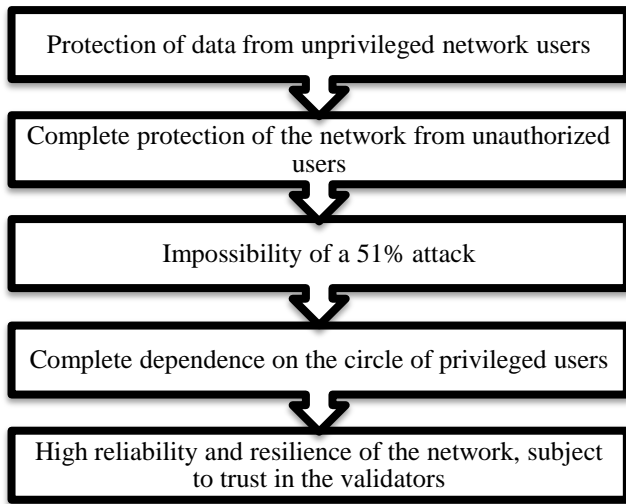 Protection of data from unprivileged network users
Complete protection of the network from unauthorized
users
Impossibility of a 51% attack
Complete dependence on the circle of privileged users
High reliability and resilience of the network, subject
to trust in the validators